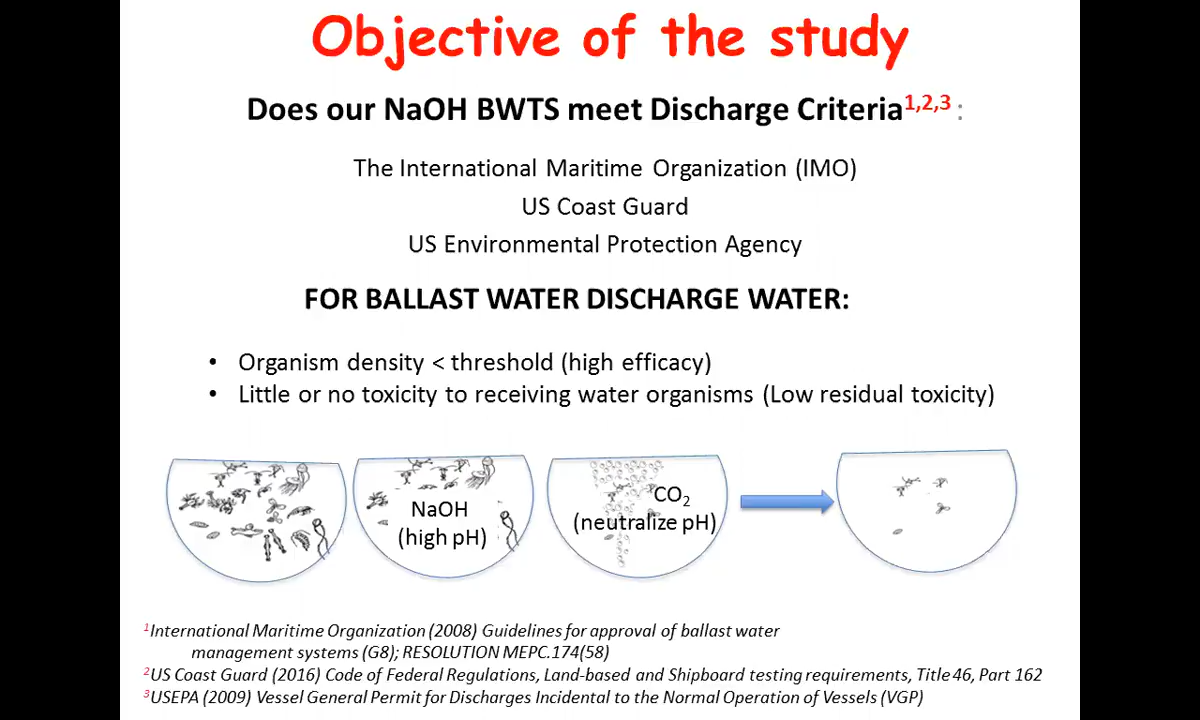 Objective of the study
Does our NaOH BWTS meet Discharge Criteria1,2,3 :
The International Maritime Organization (IMO)
US Coast Guard
US Environmental Protection Agency
FOR BALLAST WATER DISCHARGE WATER:
• Organism density < threshold (high efficacy)
• Little or no toxicity to receiving water organisms (Low residual toxicity)
NaOH
(high pH)
CO2
(neutralize pH)
1International Maritime Organization (2008) Guidelines for approval of ballast water
management systems (G8); RESOLUTION MEPC.174(58)
2US Coast Guard (2016) Code of Federal Regulations, Land-based and Shipboard testing requirements, Title 46, Part 162
3USEPA (2009) Vessel General Permit for Discharges Incidental to the Normal Operation of Vessels (VGP)